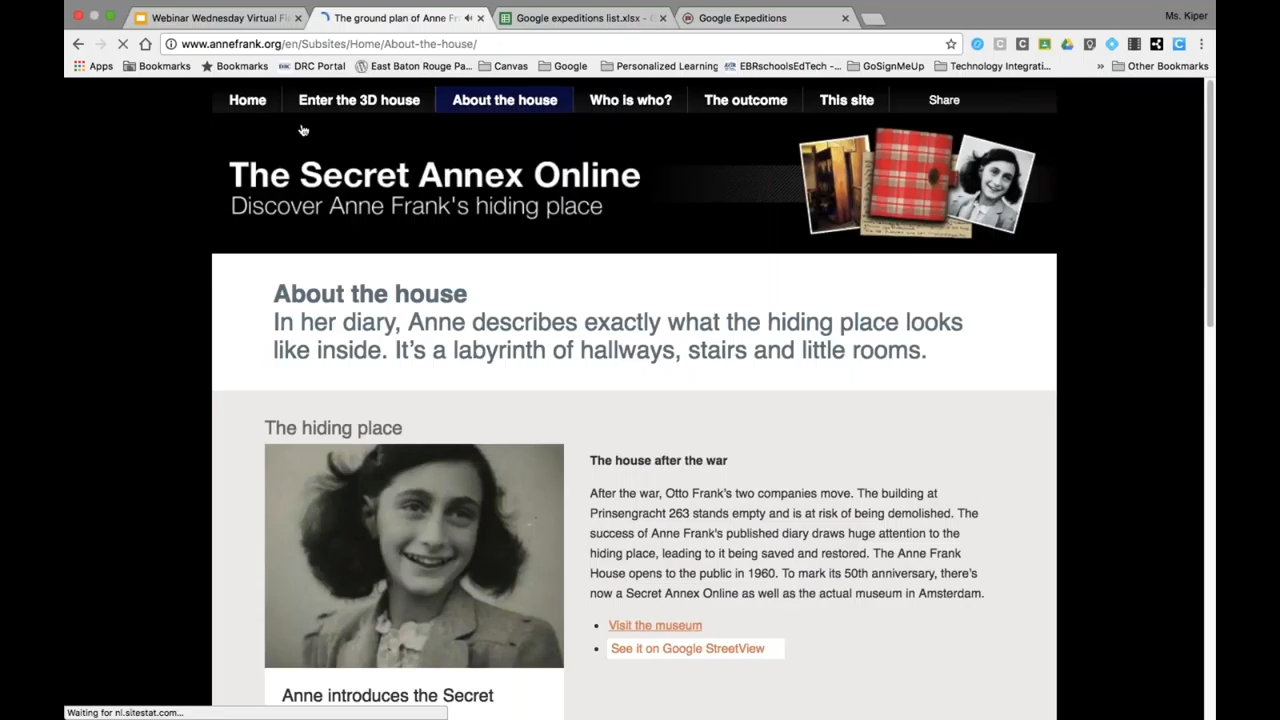 Webinar Wednesday Virtual Fi
The ground plan of Anne Fr
Google expeditions list.xlsx - G
Google Expeditions
Ms. Kiper
www.annefrank.org/en/Subsites/Home/About-the-house/
Apps
Bookmarks
Bookmarks
DRC Portal
East Baton Rouge Pa...
Canvas
Google
Personalized Learning
EBRschoolsEdTech -...
GoSignMeUp
Technology Integrati...
»
Other Bookmarks
Home
Enter the 3D house
About the house
Who is who?
The outcome
This site
Share
The Secret Annex Online
Discover Anne Frank's hiding place
About the house
In her diary, Anne describes exactly what the hiding place looks
like inside. It's a labyrinth of hallways, stairs and little rooms.
The hiding place
The house after the war
After the war, Otto Frank's two companies move. The building at
Prinsengracht 263 stands empty and is at risk of being demolished. The
success of Anne Frank's published diary draws huge attention to the
hiding place, leading to it being saved and restored. The Anne Frank
House opens to the public in 1960. To mark its 50th anniversary, there's
now a Secret Annex Online as well as the actual museum in Amsterdam.
• Visit the museum
• See it on Google StreetView
Anne introduces the Secret
Waiting for nl.sitestat.com...